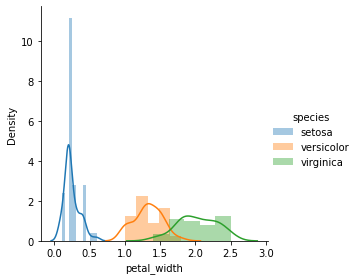 10
8
6
4
2
0
Density
0.0 0.5 1.0 1.5 2.0 2.5 3.0
petal_width
species
setosa
versicolor
virginica